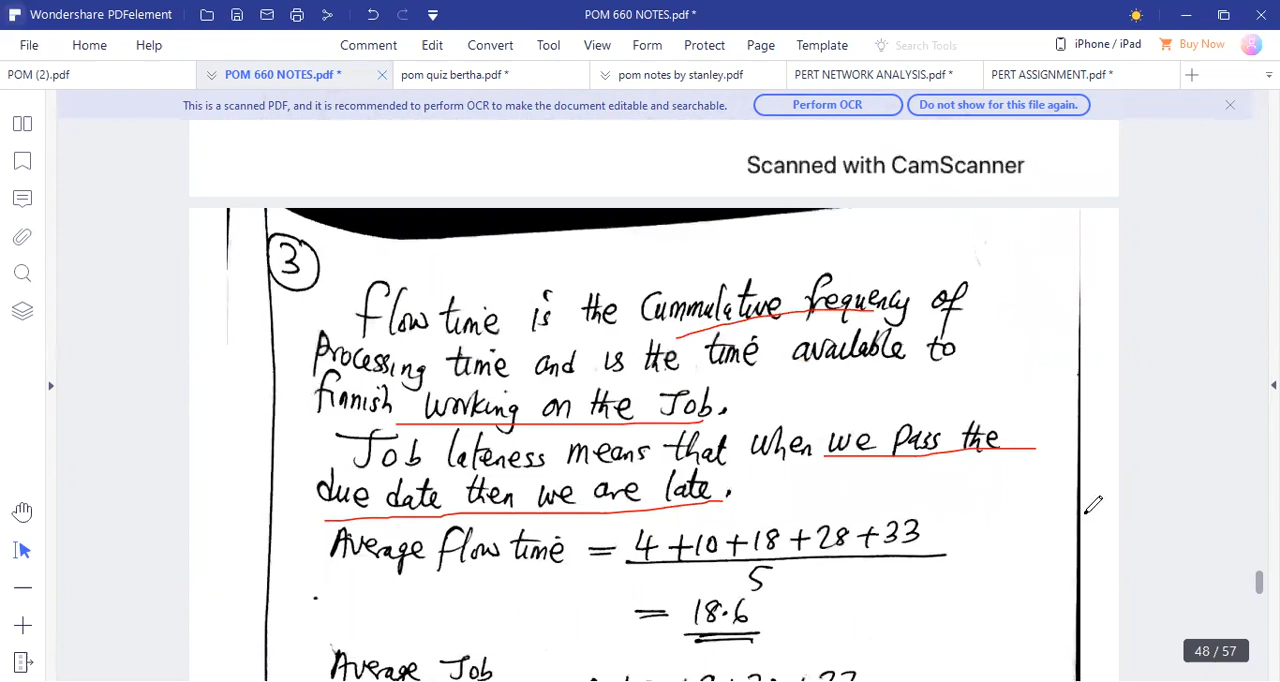 Wondershare PDFelement
POM 660 NOTES.pdf *
File Home Help Comment Edit Convert Tool View Form Protect Page Template Search Tools iPhone / iPad Buy Now
POM (2).pdf POM 660 NOTES.pdf * pom quiz bertha.pdf * pom notes by stanley.pdf PERT NETWORK ANALYSIS.pdf * PERT ASSIGNMENT.pdf *
This is a scanned PDF, and it is recommended to perform OCR to make the document editable and searchable. Perform OCR Do not show for this file again.
Scanned with CamScanner
3
Flow time is the Cummulative frequency of
Processing time and is the time available to
finnish working on the Job.
Job lateness means that when we pass the
due date then we are late.
Average flow time = 4 +10 +18 +28 +33
5
= 18.6
Average Job
48 / 57